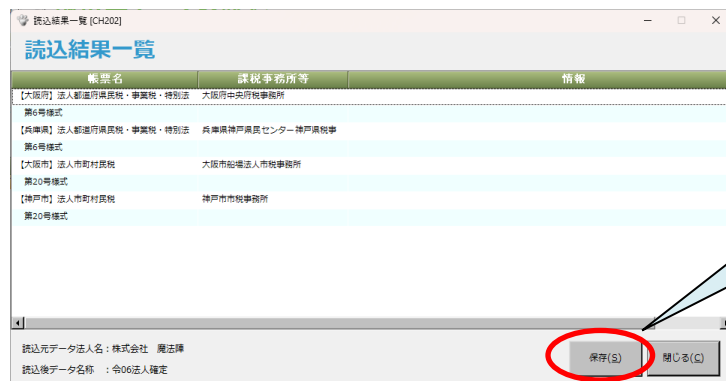 読込結果一覧 [CH202]
読込結果一覧
帳票名 課税事務所等 情報
【大阪府】法人都道府県民税・事業税・特別法 大阪府中央府税事務所
第6号様式
【兵庫県】法人都道府県民税・事業税・特別法 兵庫県神戸県民センター神戸県税事
第6号様式
【大阪市】法人市町村民税 大阪市船場法人市税事務所
第20号様式
【神戸市】法人市町村民税 神戸市市税事務所
第20号様式
読込元データ法人名：株式会社 魔法陣
読込後データ名称 ：令06法人確定
保存(S)
閉じる(C)